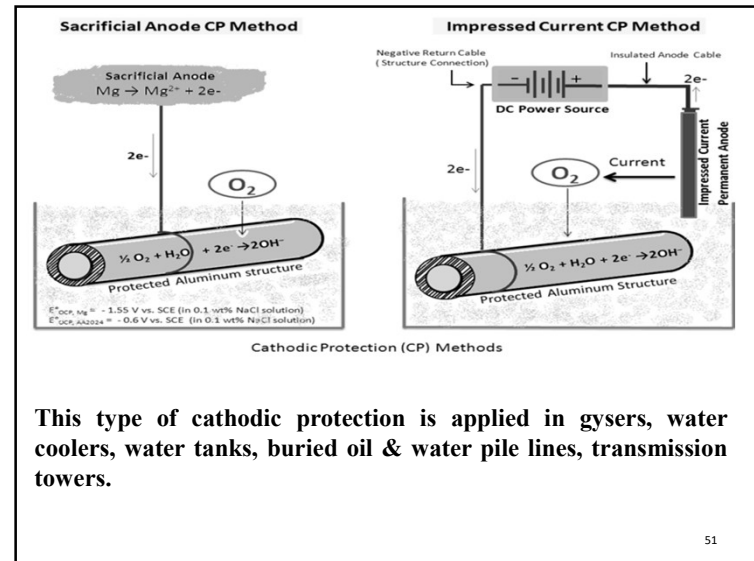 Sacrificial Anode CP Method
Sacrificial Anode
Mg → Mg²⁺ + 2e-
2e-
O₂
½ O₂ + H₂O + 2e⁻ →2OH⁻
Protected Aluminum structure
E°OCP, Mg = - 1.55 V vs. SCE (in 0.1 wt% NaCl solution)
E°OCP, AA2024 = - 0.6 V vs. SCE (in 0.1 wt% NaCl solution)
Impressed Current CP Method
Negative Return Cable
( Structure Connection)
Insulated Anode Cable
- +
2e-
DC Power Source
2e-
O₂
Current
Impressed Current
Permanent Anode
½ O₂ + H₂O + 2e⁻ →2OH⁻
Protected Aluminum Structure
Cathodic Protection (CP) Methods
This type of cathodic protection is applied in gysers, water
coolers, water tanks, buried oil & water pile lines, transmission
towers.
51